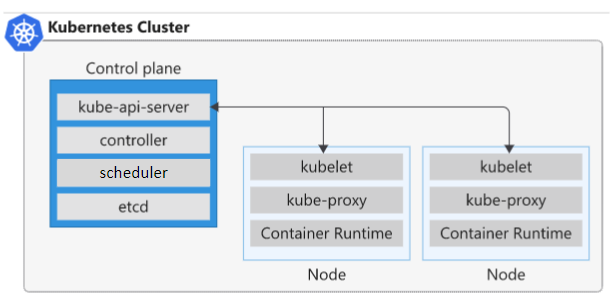 Kubernetes Cluster
Control plane
kube-api-server
controller
scheduler
etcd
kubelet
kube-proxy
Container Runtime
Node
kubelet
kube-proxy
Container Runtime
Node